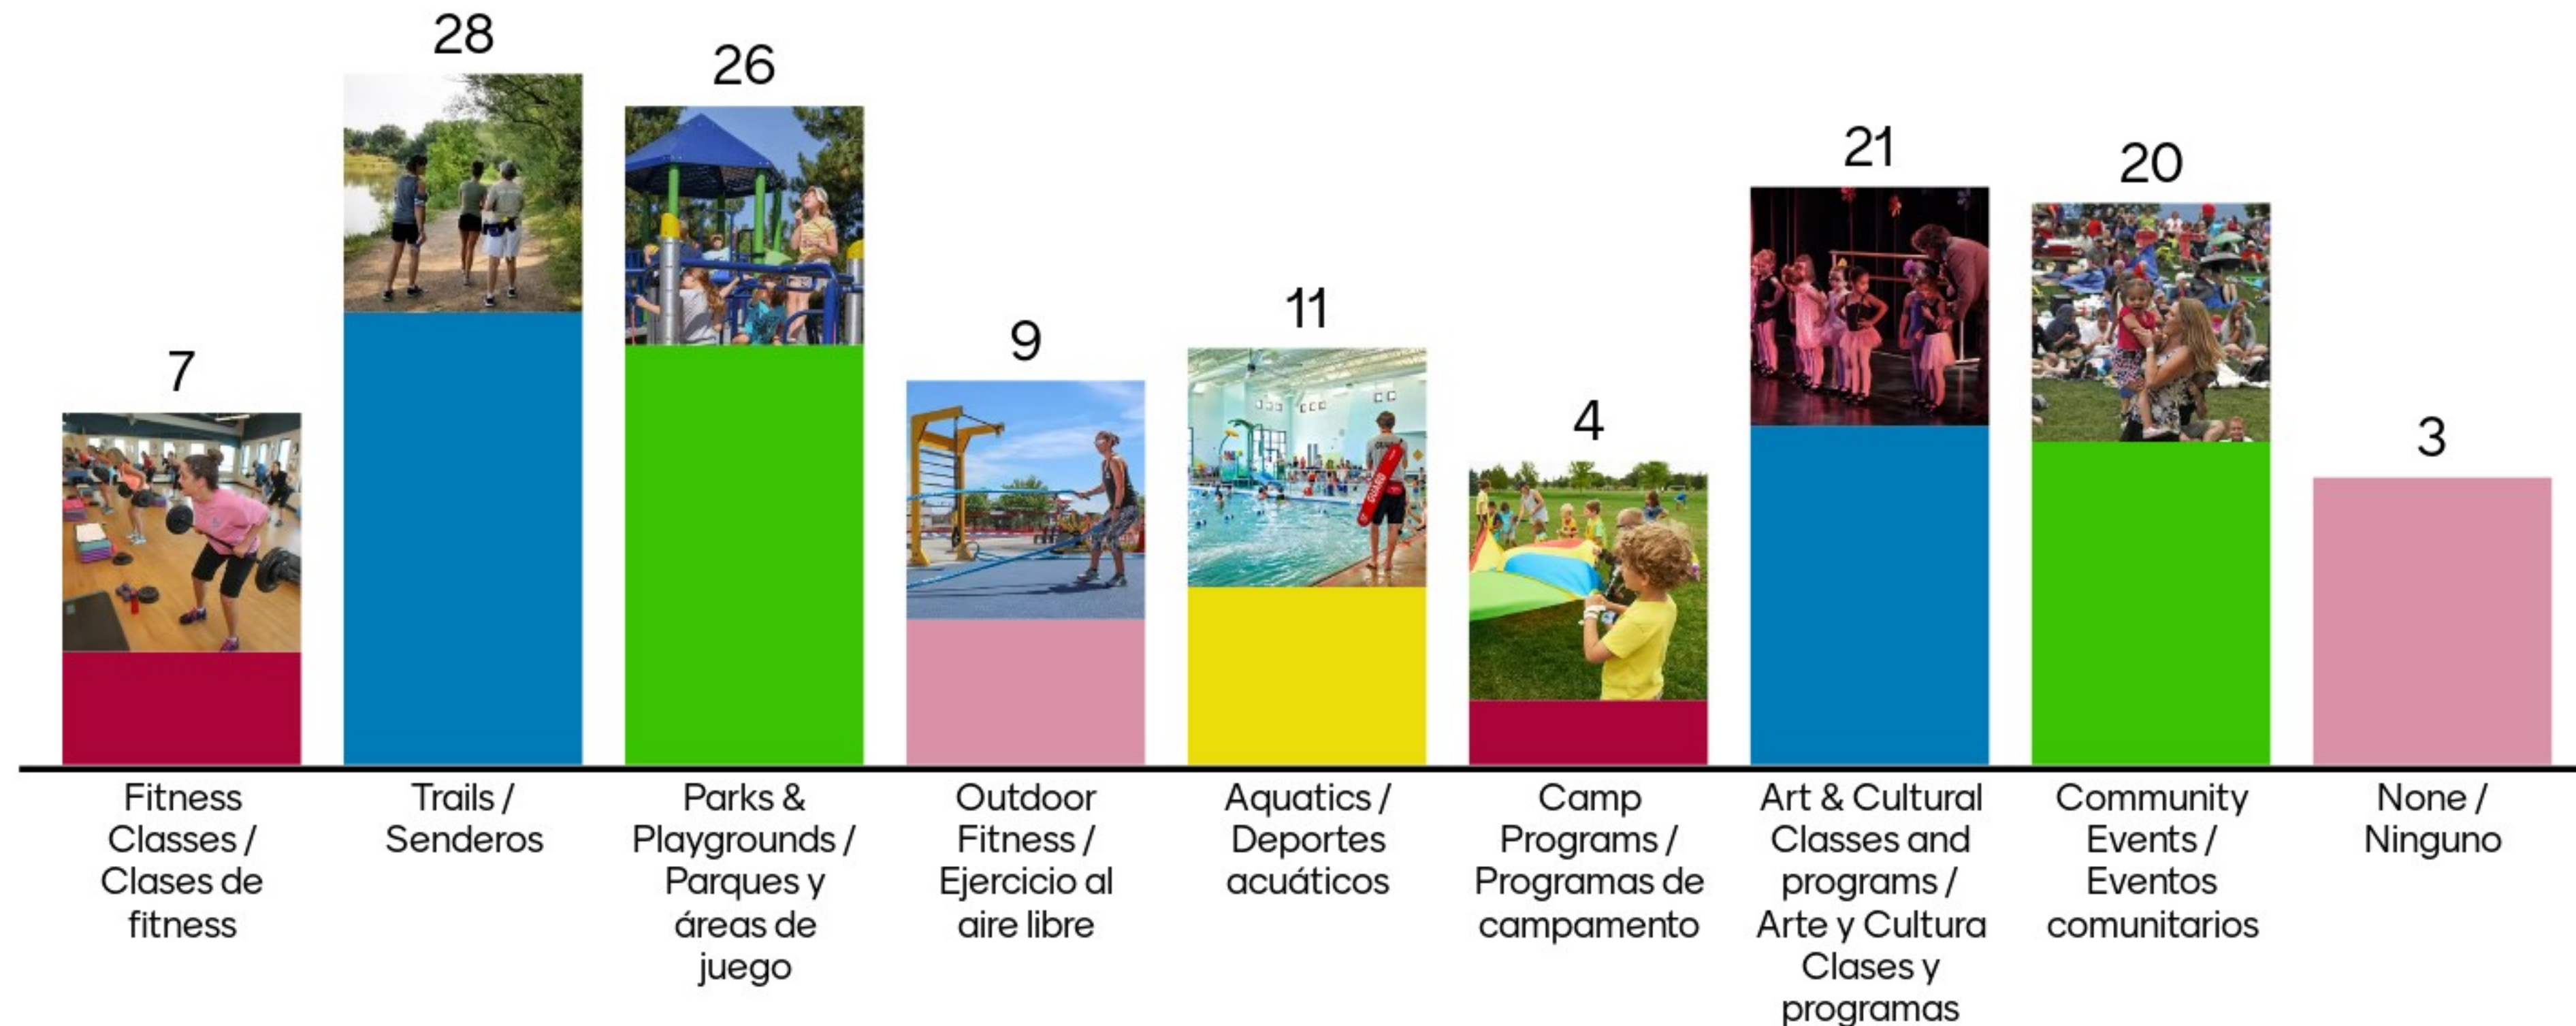 28
26
21
20
11
9
7
4
3
Fitness
Classes /
Clases de
fitness
Trails /
Senderos
Parks &
Playgrounds /
Parques y
áreas de
juego
Outdoor
Fitness /
Ejercicio al
aire libre
Aquatics /
Deportes
acuáticos
Camp
Programs /
Programas de
campamento
Art & Cultural
Classes and
programs /
Arte y Cultura
Clases y
programas
Community
Events /
Eventos
comunitarios
None /
Ninguno
GUARD